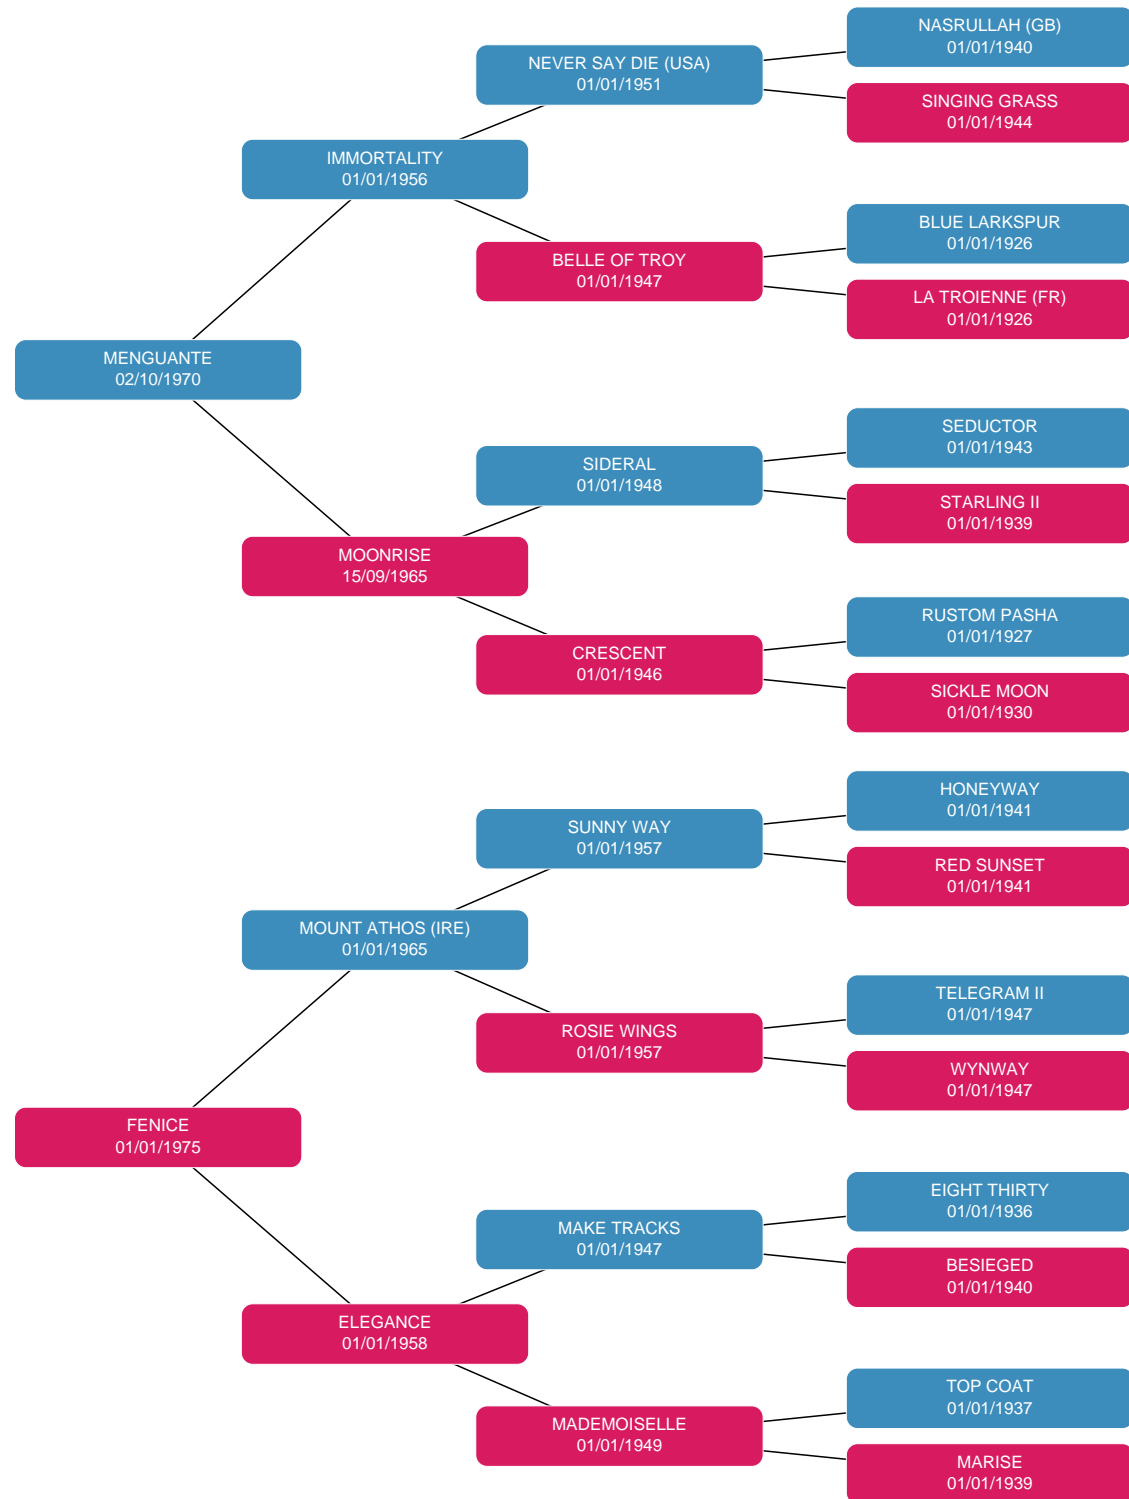 NASRULLAH (GB)
01/01/1940
NEVER SAY DIE (USA)
01/01/1951
SINGING GRASS
01/01/1944
IMMORTALITY
01/01/1956
BLUE LARKSPUR
01/01/1926
BELLE OF TROY
01/01/1947
LA TROIENNE (FR)
01/01/1926
MENGUANTE
02/10/1970
SEDUCTOR
01/01/1943
SIDERAL
01/01/1948
STARLING II
01/01/1939
MOONRISE
15/09/1965
RUSTOM PASHA
01/01/1927
CRESCENT
01/01/1946
SICKLE MOON
01/01/1930
HONEYWAY
01/01/1941
SUNNY WAY
01/01/1957
RED SUNSET
01/01/1941
MOUNT ATHOS (IRE)
01/01/1965
TELEGRAM II
01/01/1947
ROSIE WINGS
01/01/1957
WYNWAY
01/01/1947
FENICE
01/01/1975
EIGHT THIRTY
01/01/1936
MAKE TRACKS
01/01/1947
BESIEGED
01/01/1940
ELEGANCE
01/01/1958
TOP COAT
01/01/1937
MADEMOISELLE
01/01/1949
MARISE
01/01/1939